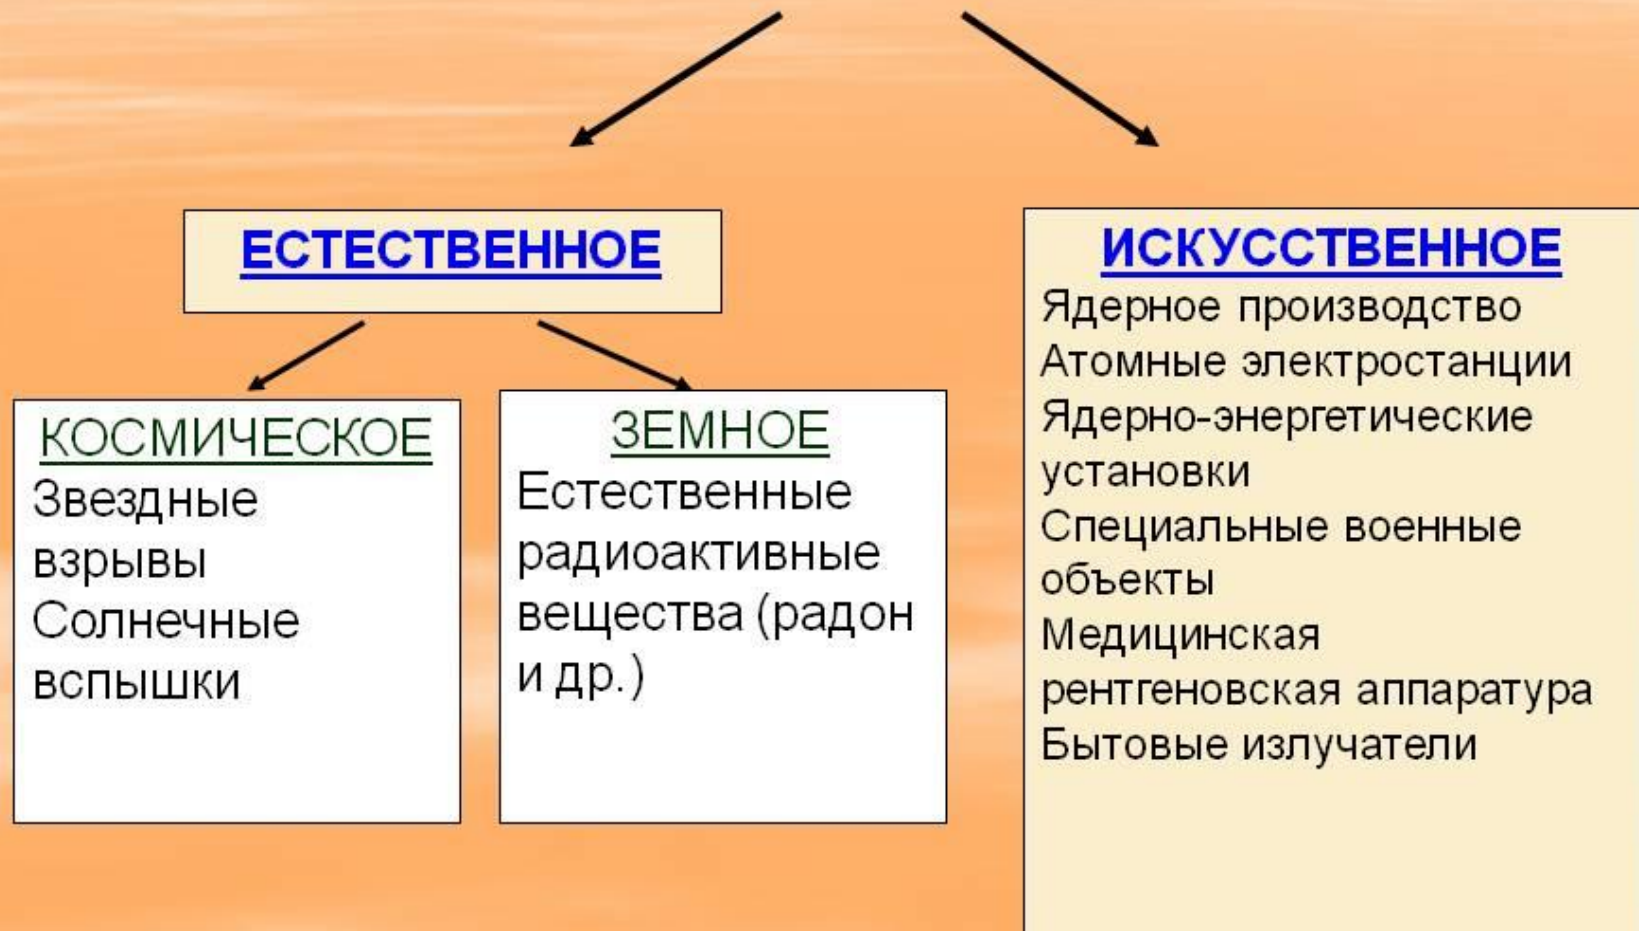 ЕСТЕСТВЕННОЕ
КОСМИЧЕСКОЕ
Звездные
взрывы
Солнечные
вспышки
ЗЕМНОЕ
Естественные
радиоактивные
вещества (радон
и др.)
ИСКУССТВЕННОЕ
Ядерное производство
Атомные электростанции
Ядерно-энергетические
установки
Специальные военные
объекты
Медицинская
рентгеновская аппаратура
Бытовые излучатели